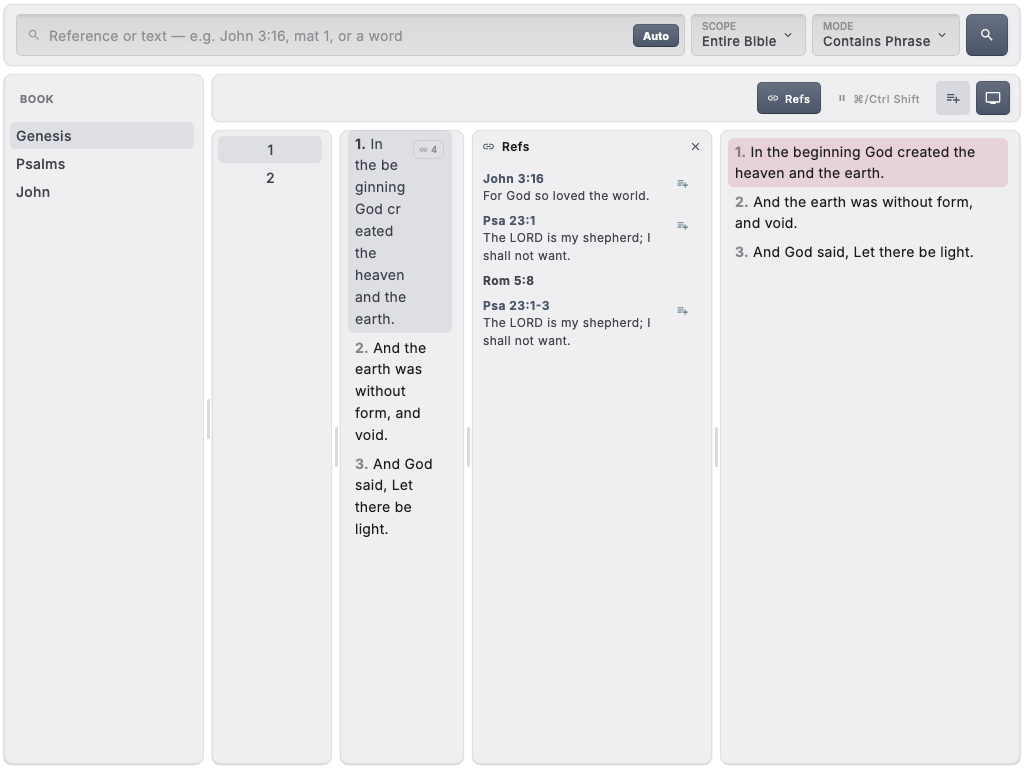 Reference or text — e.g. John 3:16, mat 1, or a word
Auto
SCOPE
Entire Bible
MODE
Contains Phrase
BOOK
Genesis
Psalms
John
Refs
⌘/Ctrl Shift
1
2
1. In
the be
ginning
God cr
eated
the
heaven
and the
earth.
4
2. And the
earth was
without
form, and
void.
3. And God
said, Let
there be
light.
Refs
John 3:16
For God so loved the world.
Psa 23:1
The LORD is my shepherd; I
shall not want.
Rom 5:8
Psa 23:1-3
The LORD is my shepherd; I
shall not want.
1. In the beginning God created the
heaven and the earth.
2. And the earth was without form,
and void.
3. And God said, Let there be light.